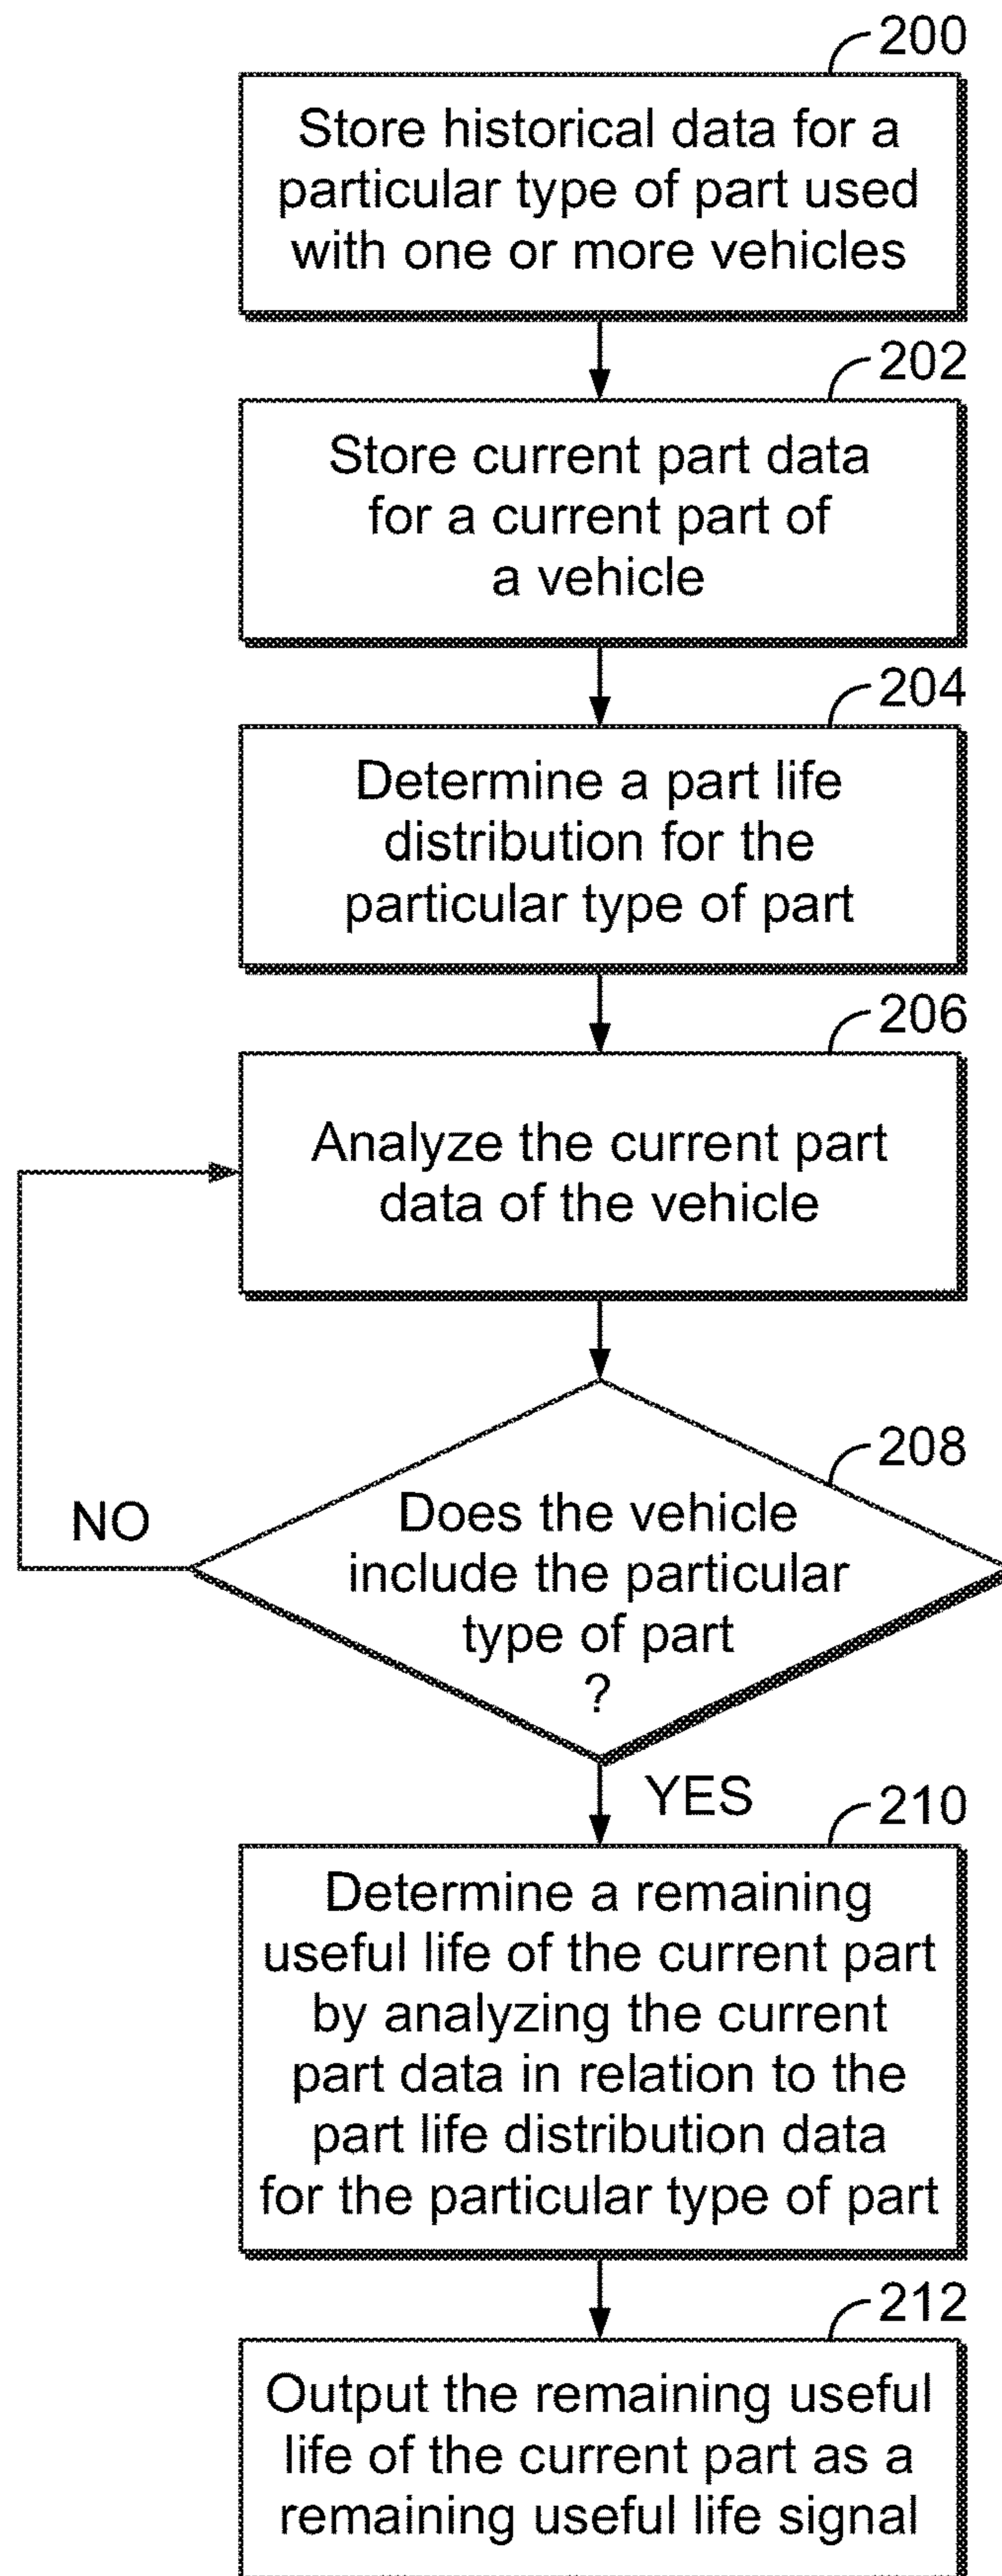 200
Store historical data for a
particular type of part used
with one or more vehicles
202
Store current part data
for a current part of
a vehicle
204
Determine a part life
distribution for the
particular type of part
206
Analyze the current part
data of the vehicle
208
Does the vehicle
include the particular
type of part
?
NO
YES
210
Determine a remaining
useful life of the current part
by analyzing the current
part data in relation to the
part life distribution data
for the particular type of part
212
Output the remaining useful
life of the current part as a
remaining useful life signal